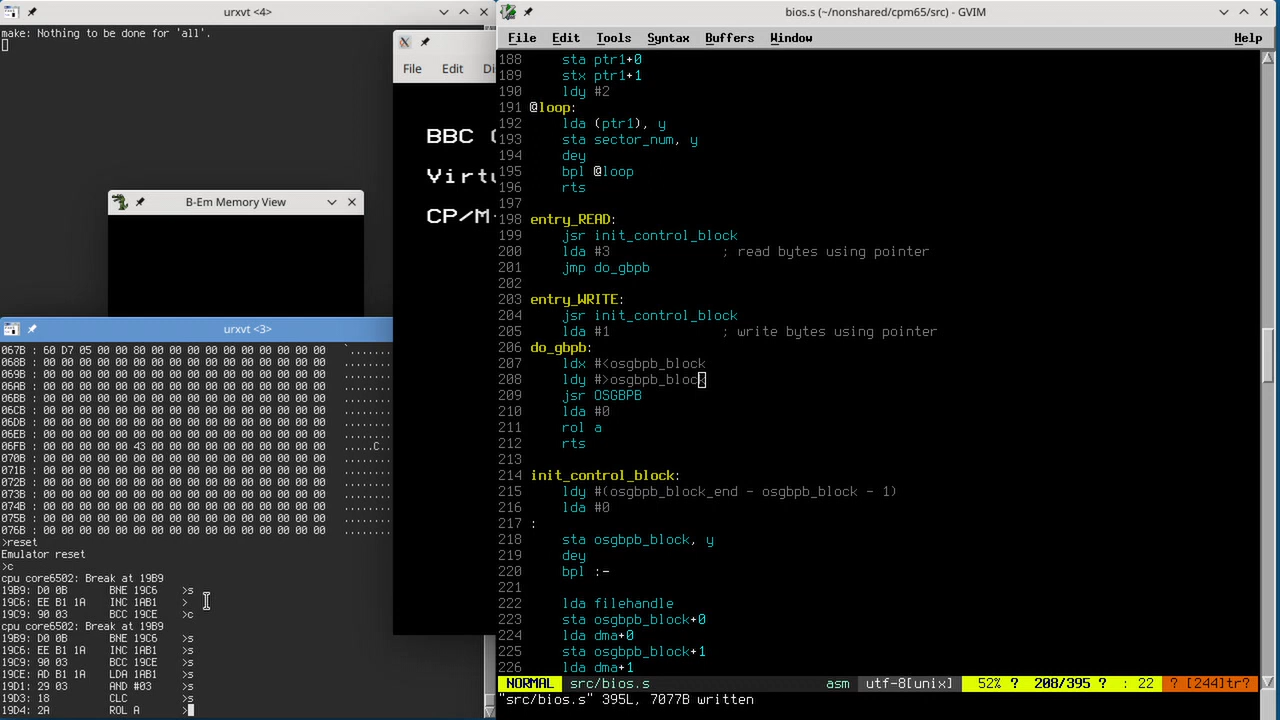 urxvt <4>
make: Nothing to be done for 'all'.
File Edit
BBC
Virtu
CP/M
B-Em Memory View
urxvt <3>
067B : 60 D7 05 00 00 80 00 00 00 00 00 00 00 00 00 00 `.......
068B : 00 00 00 00 00 00 00 00 00 00 00 00 00 00 00 00 ........
069B : 00 00 00 00 00 00 00 00 00 00 00 00 00 00 00 00 ........
06AB : 00 00 00 00 00 00 00 00 00 00 00 00 00 00 00 00 ........
06BB : 00 00 00 00 00 00 00 00 00 00 00 00 00 00 00 00 ........
06CB : 00 00 00 00 00 00 00 00 00 00 00 00 00 00 00 00 ........
06DB : 00 00 00 00 00 00 00 00 00 00 00 00 00 00 00 00 ........
06EB : 00 00 00 00 00 00 00 00 00 00 00 00 00 00 00 00 ........
06FB : 00 00 00 00 00 43 00 00 00 00 00 00 00 00 00 00 .....C..
070B : 00 00 00 00 00 00 00 00 00 00 00 00 00 00 00 00 ........
071B : 00 00 00 00 00 00 00 00 00 00 00 00 00 00 00 00 ........
072B : 00 00 00 00 00 00 00 00 00 00 00 00 00 00 00 00 ........
073B : 00 00 00 00 00 00 00 00 00 00 00 00 00 00 00 00 ........
074B : 00 00 00 00 00 00 00 00 00 00 00 00 00 00 00 00 ........
075B : 00 00 00 00 00 00 00 00 00 00 00 00 00 00 00 00 ........
076B : 00 00 00 00 00 00 00 00 00 00 00 00 00 00 00 00 ........
>reset
Emulator reset
>c
cpu core6502: Break at 19B9
19B9: D0 0B BNE 19C6 >s
19C6: EE B1 1A INC 1AB1 >
19C9: 90 03 BCC 19CE >c
cpu core6502: Break at 19B9
19B9: D0 0B BNE 19C6 >s
19C6: EE B1 1A INC 1AB1 >s
19C9: 90 03 BCC 19CE >s
19CE: AD B1 1A LDA 1AB1 >s
19D1: 29 03 AND #03 >s
19D3: 18 CLC >s
19D4: 2A ROL A >
bios.s (~/nonshared/cpm65/src) - GVIM
File Edit Tools Syntax Buffers Window Help
188 sta ptr1+0
189 stx ptr1+1
190 ldy #2
191 @loop:
192 lda (ptr1), y
193 sta sector_num, y
194 dey
195 bpl @loop
196 rts
197
198 entry_READ:
199 jsr init_control_block
200 lda #3 ; read bytes using pointer
201 jmp do_gbpb
202
203 entry_WRITE:
204 jsr init_control_block
205 lda #1 ; write bytes using pointer
206 do_gbpb:
207 ldx #<osgbpb_block
208 ldy #>osgbpb_block
209 jsr OSGBPB
210 lda #0
211 rol a
212 rts
213
214 init_control_block:
215 ldy #(osgbpb_block_end - osgbpb_block - 1)
216 lda #0
217 :
218 sta osgbpb_block, y
219 dey
220 bpl :-
221
222 lda filehandle
223 sta osgbpb_block+0
224 lda dma+0
225 sta osgbpb_block+1
226 lda dma+1
NORMAL src/bios.s asm utf-8[unix] 52% ? 208/395 ? : 22 ? [244]tr?
"src/bios.s" 395L, 7077B written